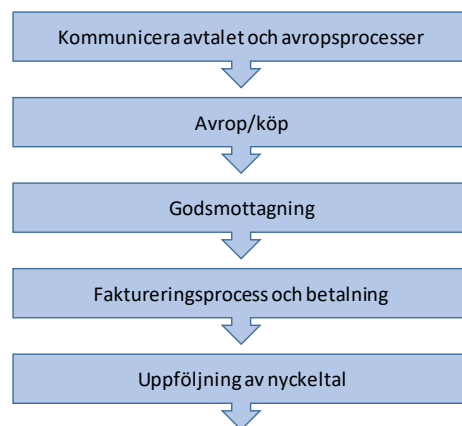 Kommunicera avtalet och avropsprocesser
Avrop/köp
Godsmottagning
Faktureringsprocess och betalning
Uppföljning av nyckeltal